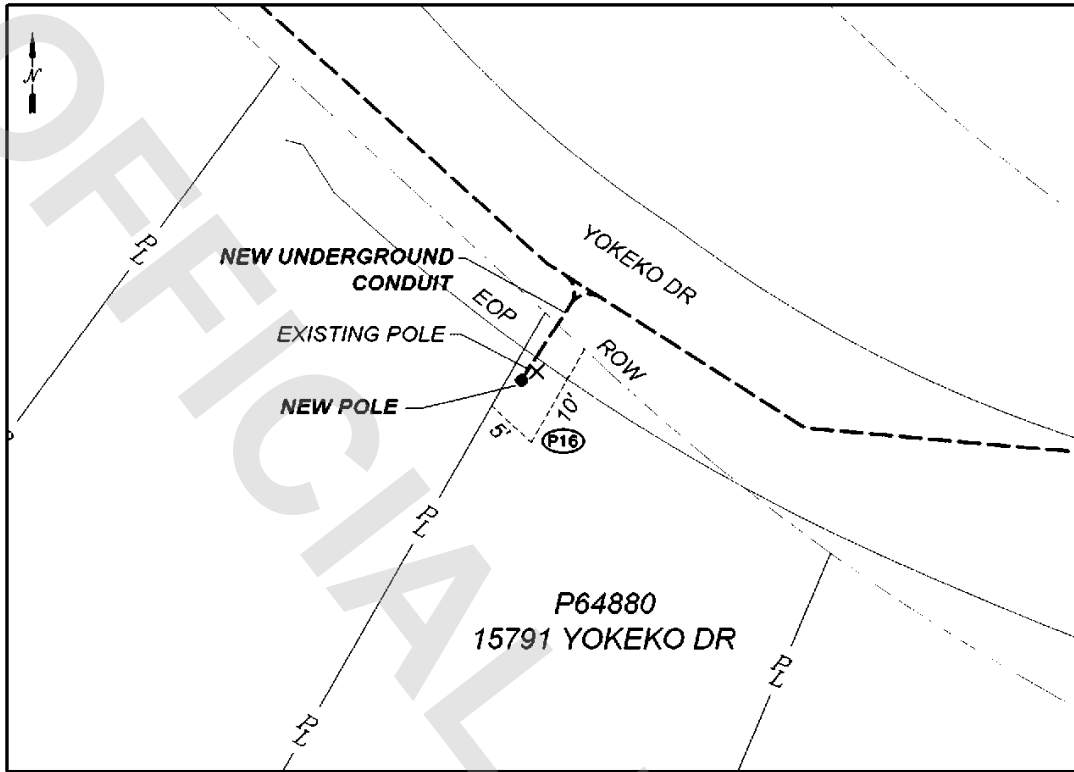 N
YOKEKO DR
NEW UNDERGROUND
CONDUIT
EOP
EXISTING POLE
ROW
NEW POLE
10'
5'
P16
PL
PL
PL
PL
P64880
15791 YOKEKO DR
OFFICIAL